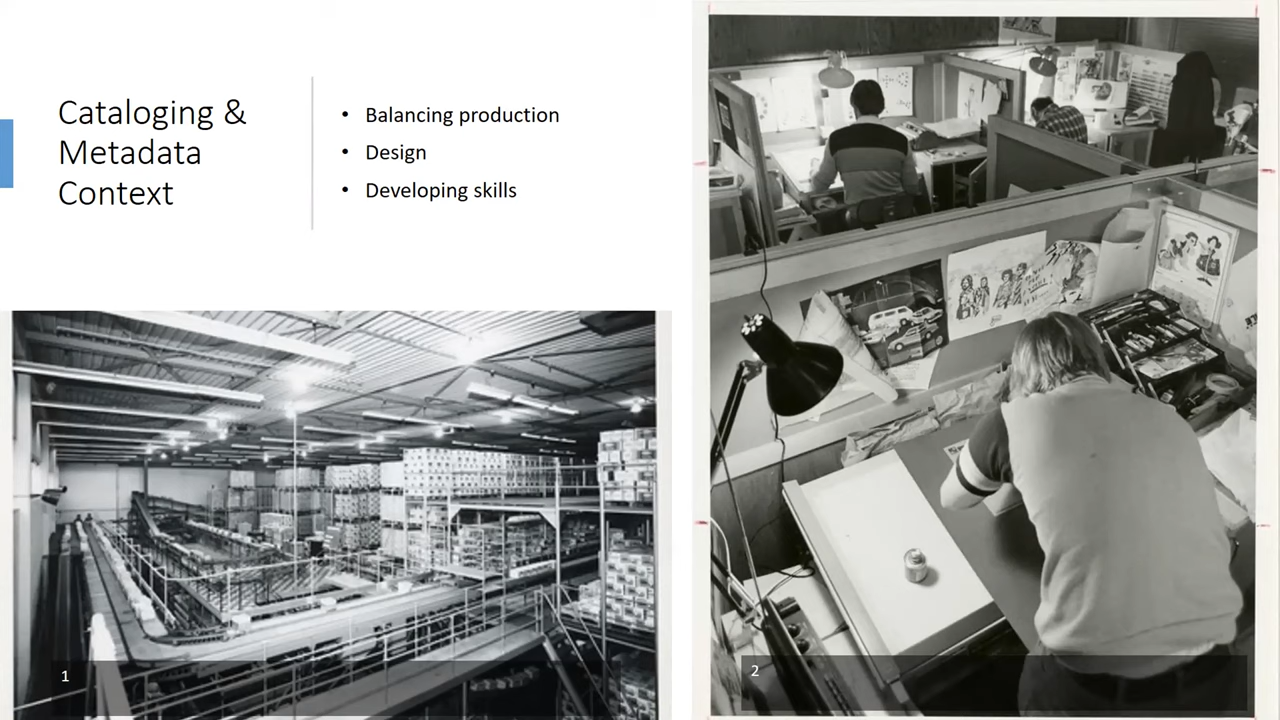 Cataloging &
Metadata
Context
• Balancing production
• Design
• Developing skills
1
2